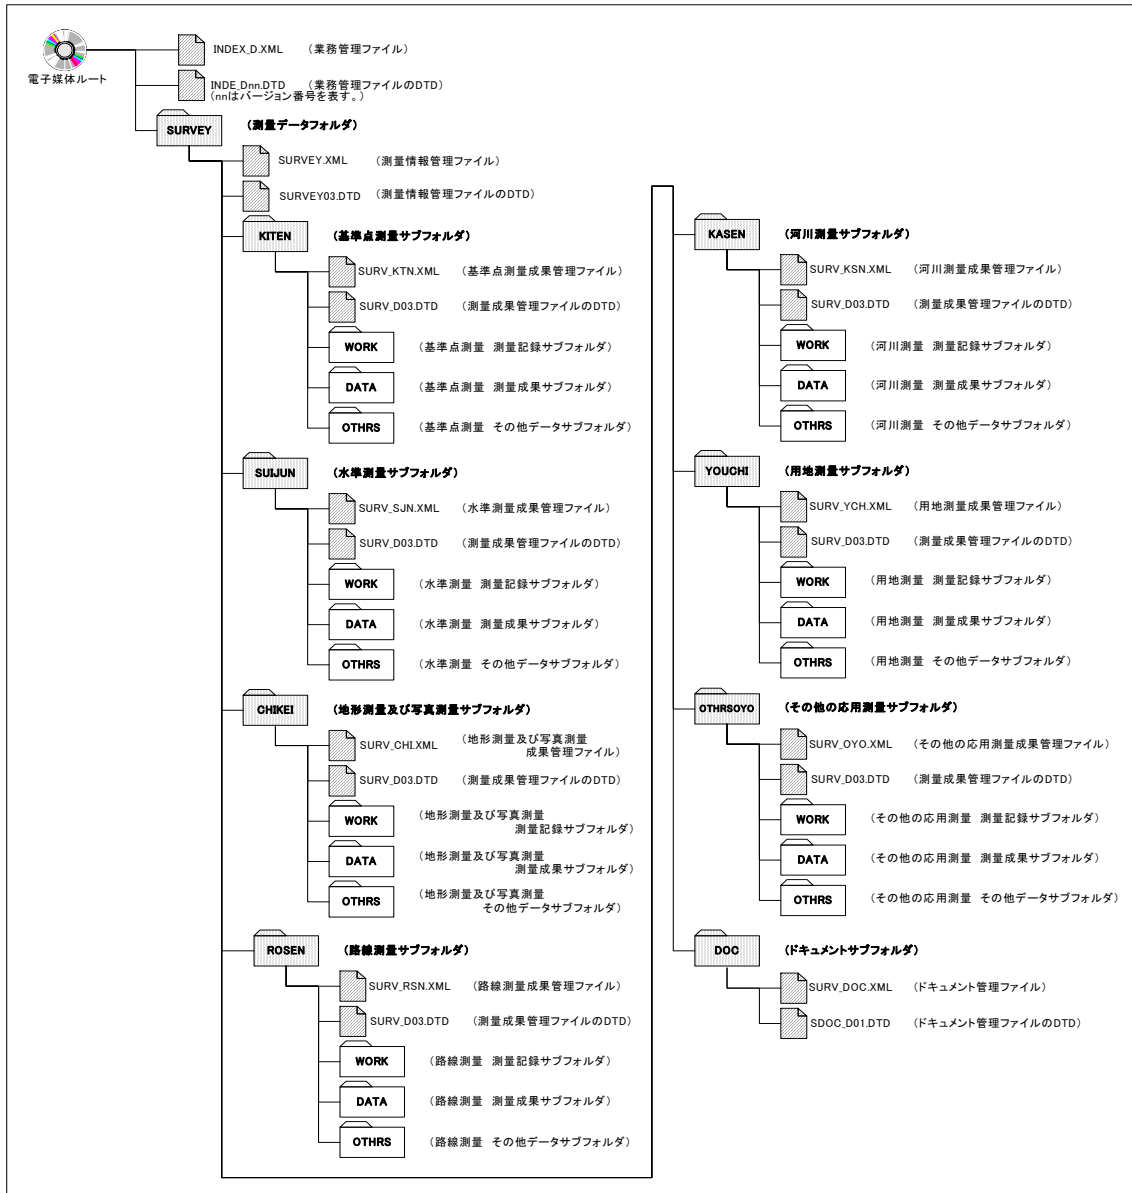 電子媒体ルート
INDEX_D.XML （業務管理ファイル）
INDE_Dnn.DTD （業務管理ファイルのDTD）
（nnはバージョン番号を表す。）
SURVEY （測量データフォルダ）
SURVEY.XML （測量情報管理ファイル）
SURVEY03.DTD （測量情報管理ファイルのDTD）
KITEN （基準点測量サブフォルダ）
SURV_KTN.XML （基準点測量成果管理ファイル）
SURV_D03.DTD （測量成果管理ファイルのDTD）
WORK （基準点測量 測量記録サブフォルダ）
DATA （基準点測量 測量成果サブフォルダ）
OTHRS （基準点測量 その他データサブフォルダ）
SUIJUN （水準測量サブフォルダ）
SURV_SJN.XML （水準測量成果管理ファイル）
SURV_D03.DTD （測量成果管理ファイルのDTD）
WORK （水準測量 測量記録サブフォルダ）
DATA （水準測量 測量成果サブフォルダ）
OTHRS （水準測量 その他データサブフォルダ）
CHIKEI （地形測量及び写真測量サブフォルダ）
SURV_CHI.XML （地形測量及び写真測量
成果管理ファイル）
SURV_D03.DTD （測量成果管理ファイルのDTD）
WORK （地形測量及び写真測量
測量記録サブフォルダ）
DATA （地形測量及び写真測量
測量成果サブフォルダ）
OTHRS （地形測量及び写真測量
その他データサブフォルダ）
ROSEN （路線測量サブフォルダ）
SURV_RSN.XML （路線測量成果管理ファイル）
SURV_D03.DTD （測量成果管理ファイルのDTD）
WORK （路線測量 測量記録サブフォルダ）
DATA （路線測量 測量成果サブフォルダ）
OTHRS （路線測量 その他データサブフォルダ）
KASEN （河川測量サブフォルダ）
SURV_KSN.XML （河川測量成果管理ファイル）
SURV_D03.DTD （測量成果管理ファイルのDTD）
WORK （河川測量 測量記録サブフォルダ）
DATA （河川測量 測量成果サブフォルダ）
OTHRS （河川測量 その他データサブフォルダ）
YOUCHI （用地測量サブフォルダ）
SURV_YCH.XML （用地測量成果管理ファイル）
SURV_D03.DTD （測量成果管理ファイルのDTD）
WORK （用地測量 測量記録サブフォルダ）
DATA （用地測量 測量成果サブフォルダ）
OTHRS （用地測量 その他データサブフォルダ）
OTHRSOYO （その他の応用測量サブフォルダ）
SURV_OYO.XML （その他の応用測量成果管理ファイル）
SURV_D03.DTD （測量成果管理ファイルのDTD）
WORK （その他の応用測量 測量記録サブフォルダ）
DATA （その他の応用測量 測量成果サブフォルダ）
OTHRS （その他の応用測量 その他データサブフォルダ）
DOC （ドキュメントサブフォルダ）
SURV_DOC.XML （ドキュメント管理ファイル）
SDOC_D01.DTD （ドキュメント管理ファイルのDTD）